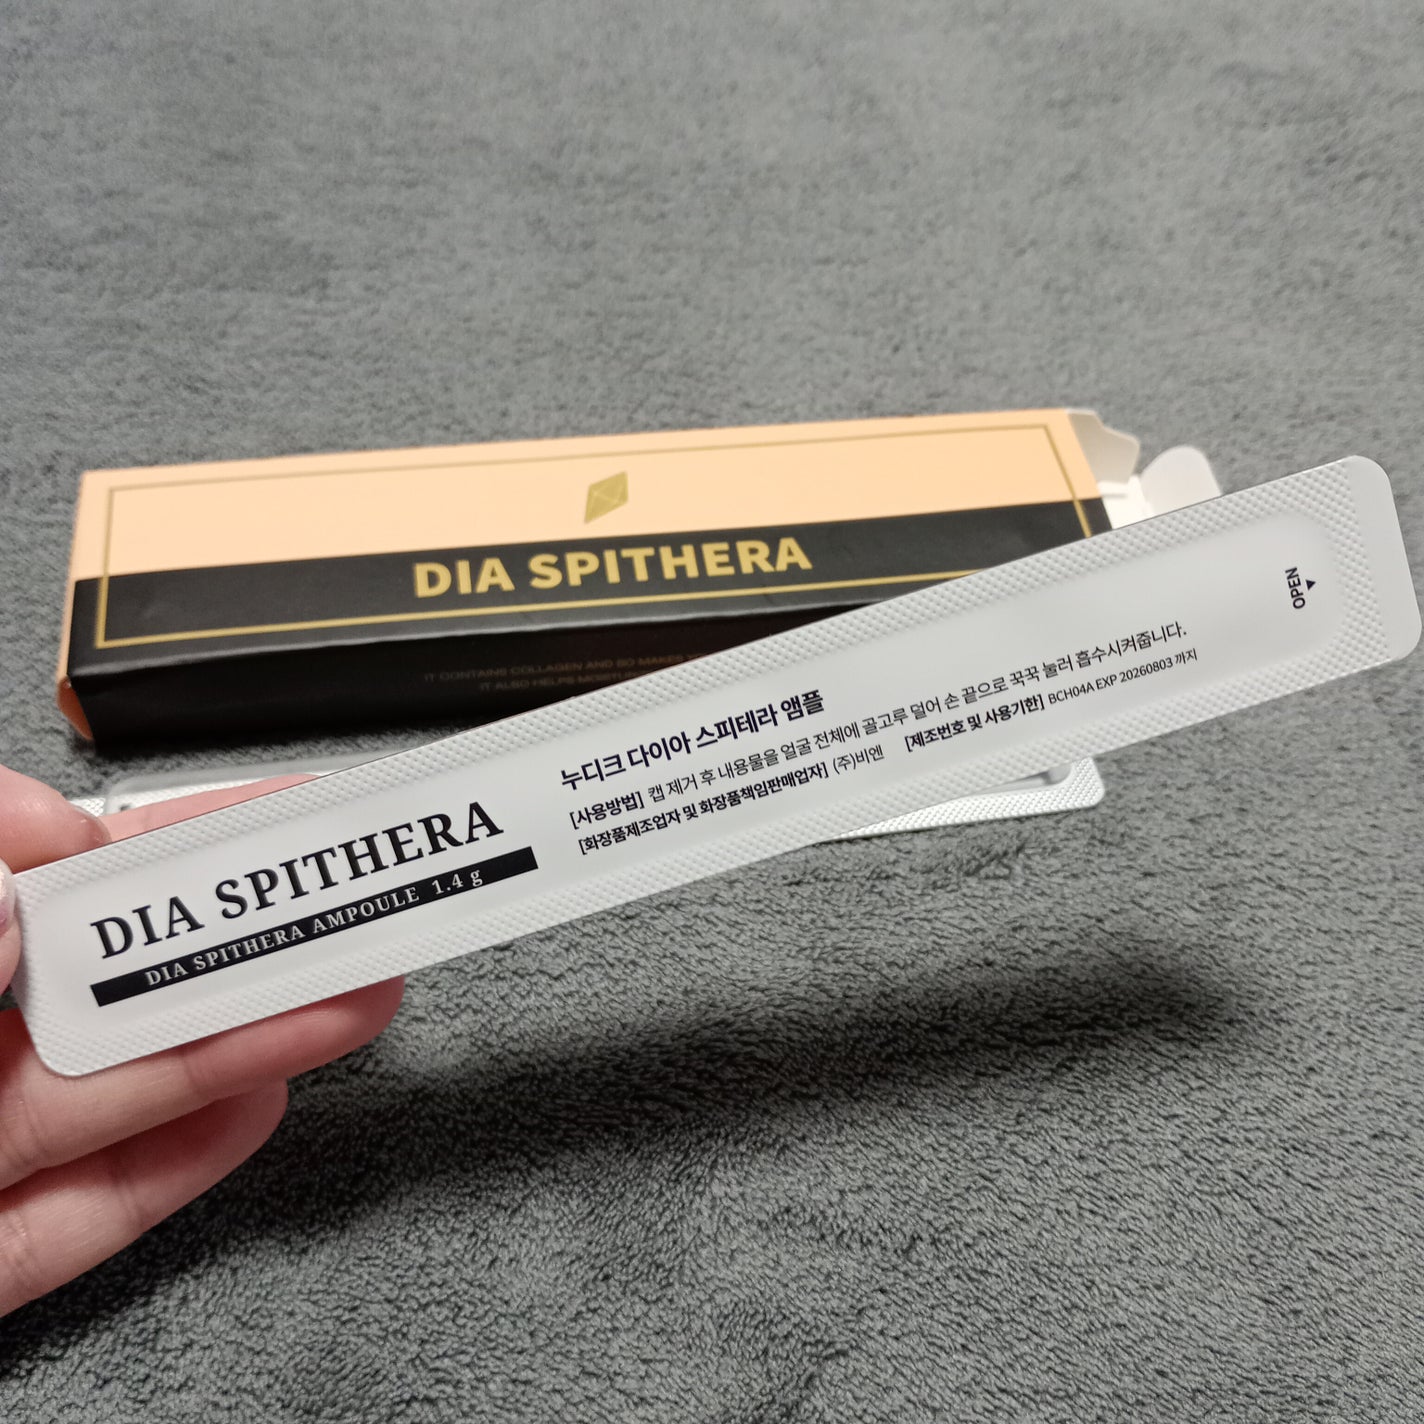 DIA SPITHERA
IT CONTAINS COLLAGEN AND SO MAKES
IT ALSO HELPS
DIA SPITHERA
DIA SPITHERA AMPOULE 1.4 g
누디크 다이아 스피테라 앰플
[사용방법] 캡 제거 후 내용물을 얼굴 전체에 골고루 덜어 손 끝으로 꾹꾹 눌러 흡수시켜줍니다.
[화장품제조업자 및 화장품책임판매업자] (주)비엔 [제조번호 및 사용기한] BCH04A EXP 20260803 까지
OPEN